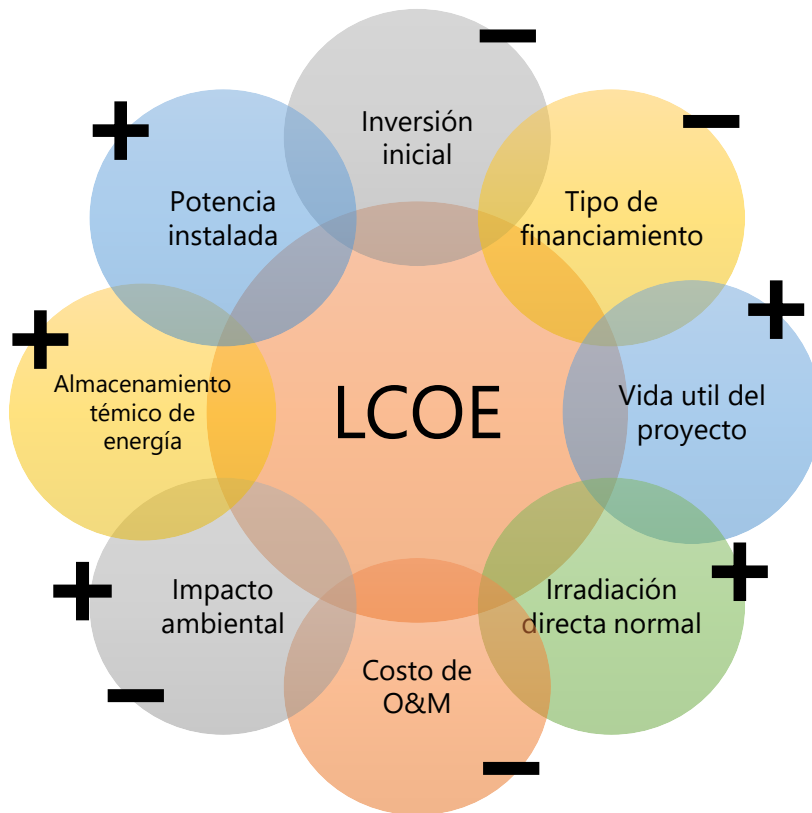 Inversión
inicial
Tipo de
financiamiento
Vida util del
proyecto
Irradiación
directa normal
Costo de
O&M
Impacto
ambiental
Almacenamiento
témico de
energía
Potencia
instalada
LCOE
−
−
+
+
−
+
−
+
+